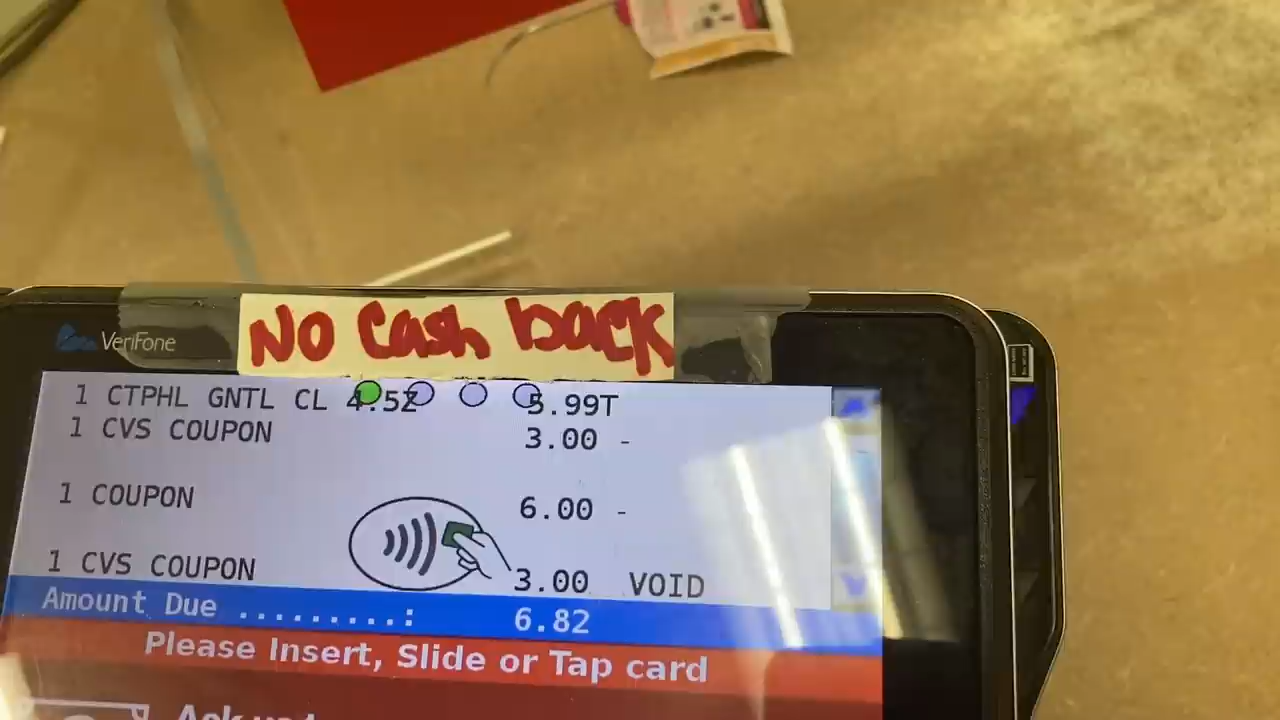 No Cash back
VeriFone
1 CTPHL GNTL CL 4.5Z 5.99T
1 CVS COUPON 3.00 -
1 COUPON 6.00 -
1 CVS COUPON 3.00 VOID
Amount Due .........: 6.82
Please Insert, Slide or Tap card